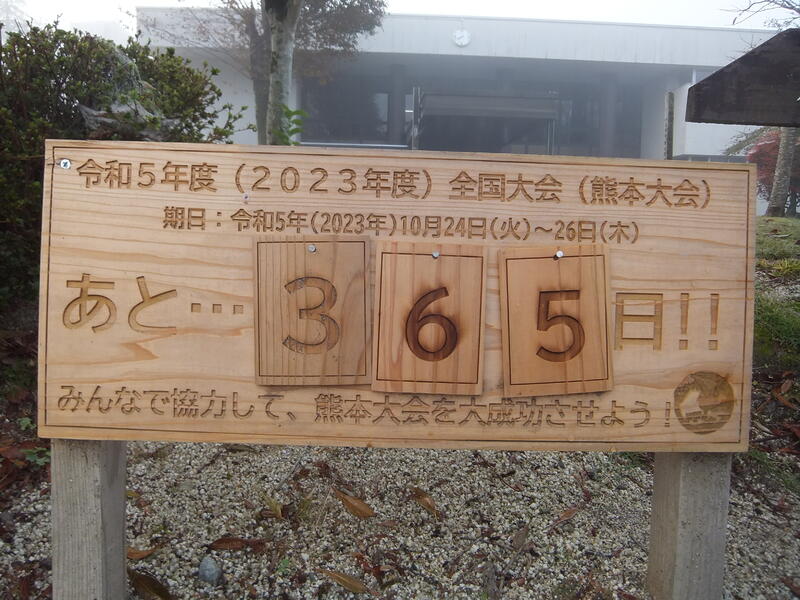 令和5年度(2023年度)全国大会(熊本大会)
期日:令和5年(2023年)10月24日(火)~26日(木)
あと…365日!!
みんなで協力して、熊本大会を大成功させよう!